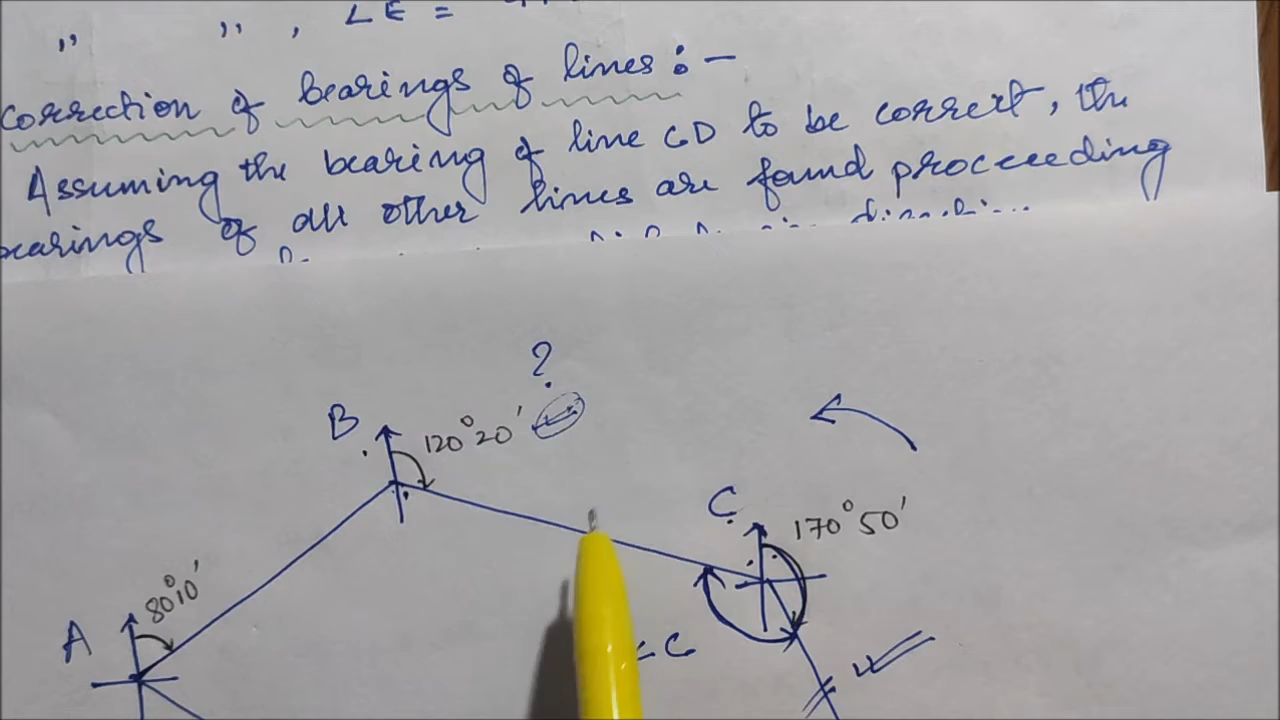 ,, ,, , ∠E =
Correction of bearings of lines :-
Assuming the bearing of line CD to be correct, the
bearings of all other lines are found proceeding
?
B 120°20'
C 170°50'
80°10'
A
∠C